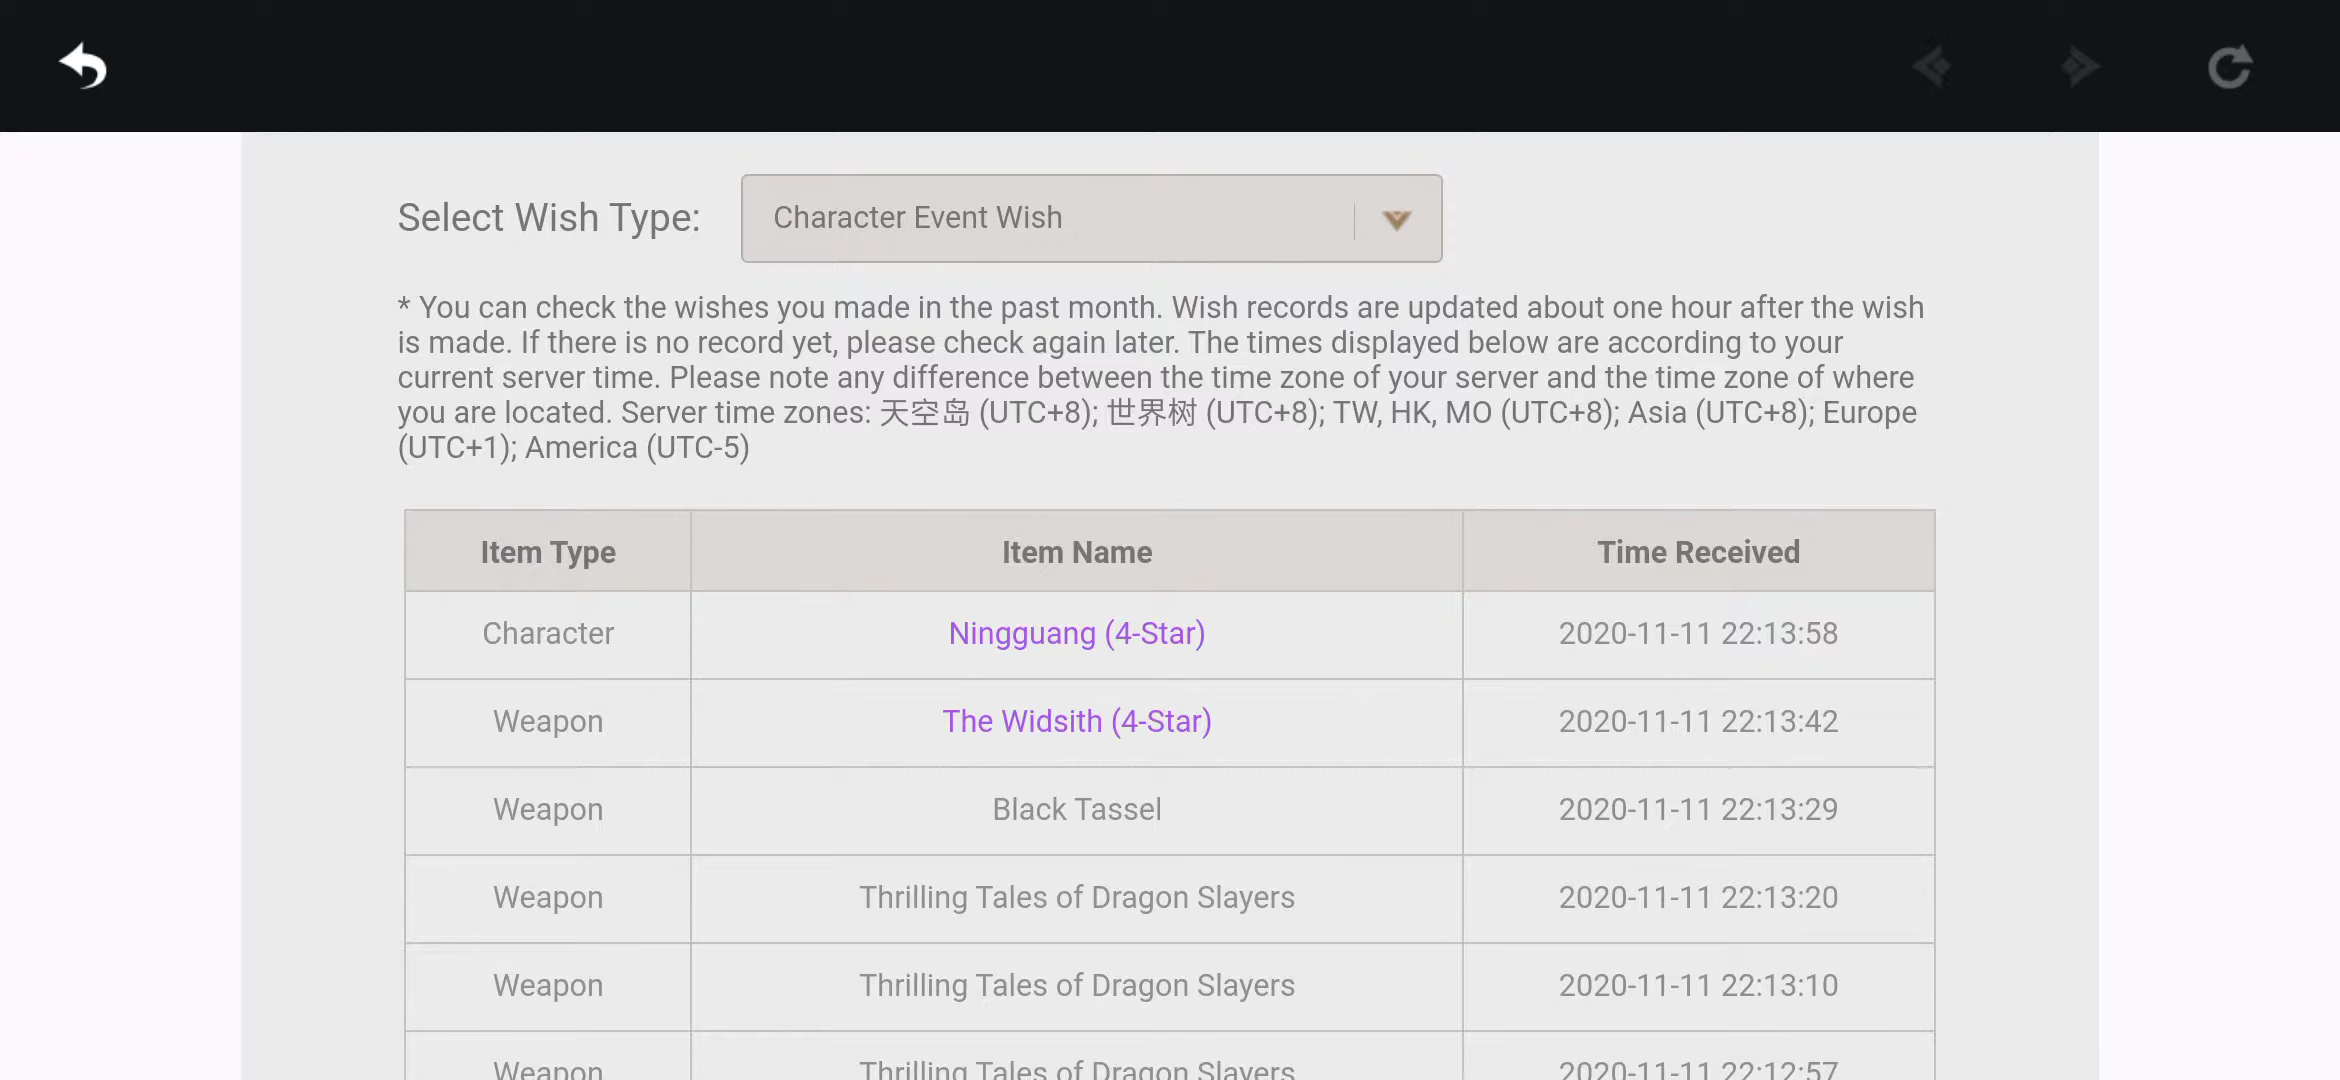 Select Wish Type: Character Event Wish
* You can check the wishes you made in the past month. Wish records are updated about one hour after the wish
is made. If there is no record yet, please check again later. The times displayed below are according to your
current server time. Please note any difference between the time zone of your server and the time zone of where
you are located. Server time zones: 天空岛 (UTC+8); 世界树 (UTC+8); TW, HK, MO (UTC+8); Asia (UTC+8); Europe
(UTC+1); America (UTC-5)
Item Type Item Name Time Received
Character Ningguang (4-Star) 2020-11-11 22:13:58
Weapon The Widsith (4-Star) 2020-11-11 22:13:42
Weapon Black Tassel 2020-11-11 22:13:29
Weapon Thrilling Tales of Dragon Slayers 2020-11-11 22:13:20
Weapon Thrilling Tales of Dragon Slayers 2020-11-11 22:13:10
Weapon Thrilling Tales of Dragon Slayers 2020-11-11 22:12:57